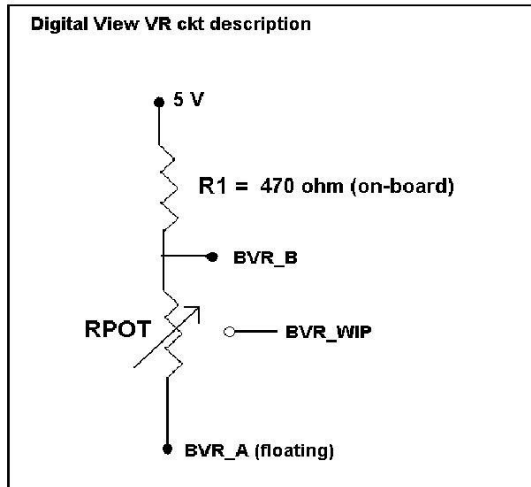 Digital View VR ckt description
5 V
R1 = 470 ohm (on-board)
BVR_B
RPOT
BVR_WIP
BVR_A (floating)